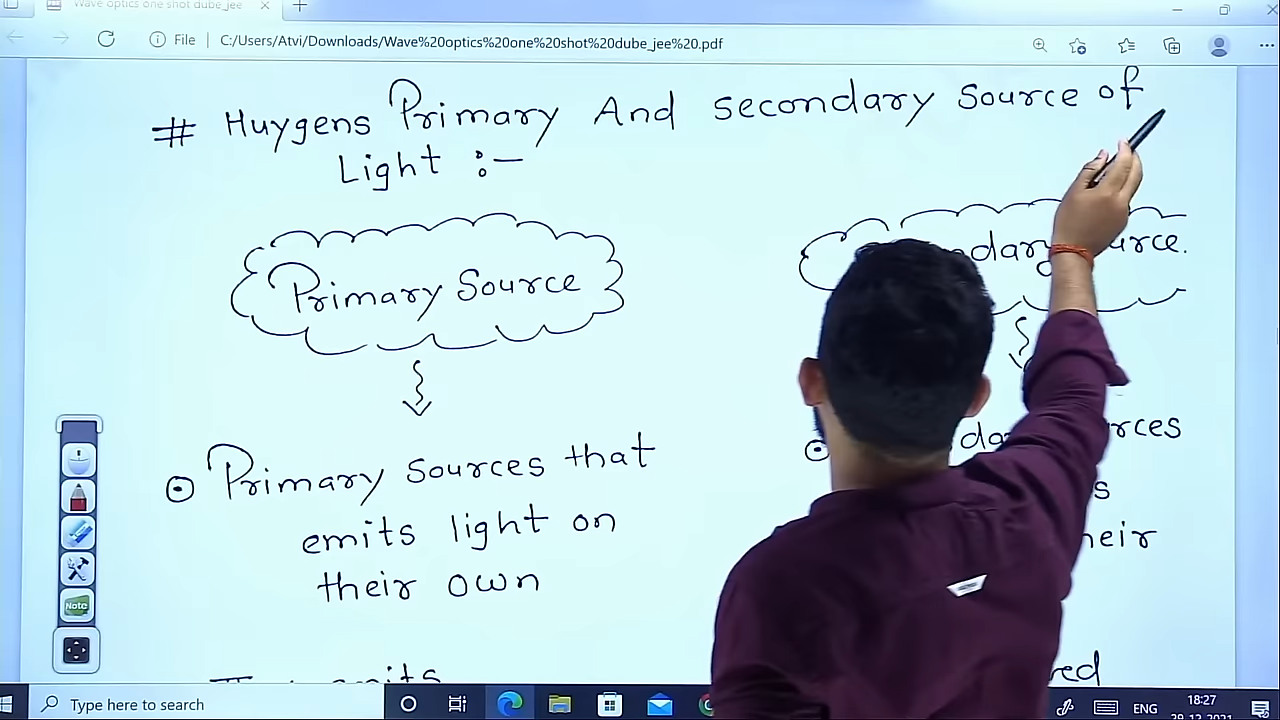 Wave optics one shot dube_jee
File
C:/Users/Atvi/Downloads/Wave%20optics%20one%20shot%20dube_jee%20.pdf
# Huygens Primary And secondary Source of
Light :-
Primary Source
Primary Sources that
emits light on
their own
emits
Note
Type here to search
ENG
18:27